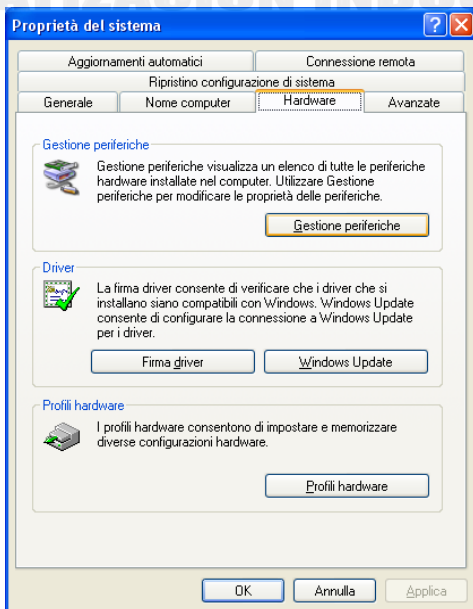 Proprietà del sistema
Aggiornamenti automatici Connessione remota
Ripristino configurazione di sistema
Generale Nome computer Hardware Avanzate
Gestione periferiche
Gestione periferiche visualizza un elenco di tutte le periferiche
hardware installate nel computer. Utilizzare Gestione
periferiche per modificare le proprietà delle periferiche.
Gestione periferiche
Driver
La firma driver consente di verificare che i driver che si
installano siano compatibili con Windows. Windows Update
consente di configurare la connessione a Windows Update
per i driver.
Firma driver Windows Update
Profili hardware
I profili hardware consentono di impostare e memorizzare
diverse configurazioni hardware.
Profili hardware
OK Annulla Applica